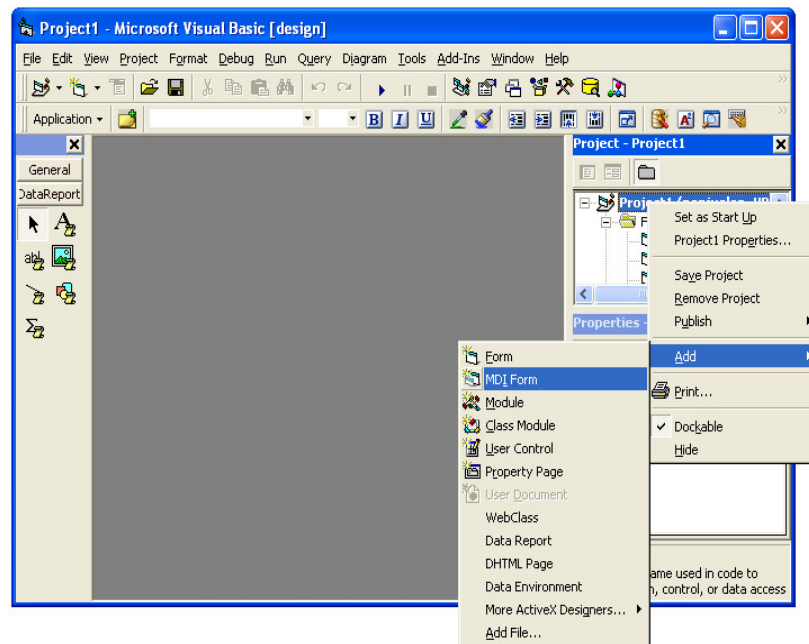 Project1 - Microsoft Visual Basic [design]
File Edit View Project Format Debug Run Query Diagram Tools Add-Ins Window Help
Application
B I U
Project - Project1
General
DataReport
Project1
Set as Start Up
Project1 Properties...
Save Project
Remove Project
Publish
Properties -
Add
Print...
Dockable
Hide
Form
MDI Form
Module
Class Module
User Control
Property Page
User Document
WebClass
Data Report
DHTML Page
Data Environment
More ActiveX Designers...
Add File...
ame used in code to
, control, or data access